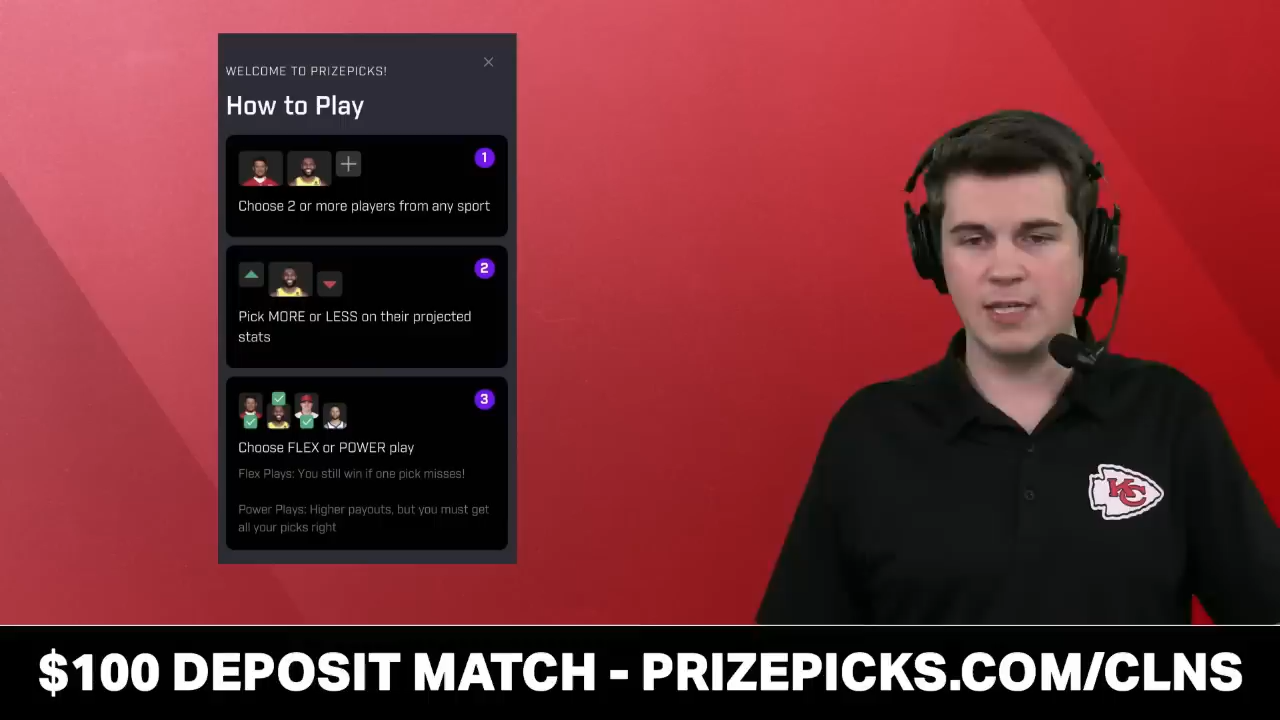 WELCOME TO PRIZEPICKS!
How to Play
1
Choose 2 or more players from any sport
2
Pick MORE or LESS on their projected
stats
3
Choose FLEX or POWER play
Flex Plays: You still win if one pick misses!
Power Plays: Higher payouts, but you must get
all your picks right
KC
$100 DEPOSIT MATCH - PRIZEPICKS.COM/CLNS